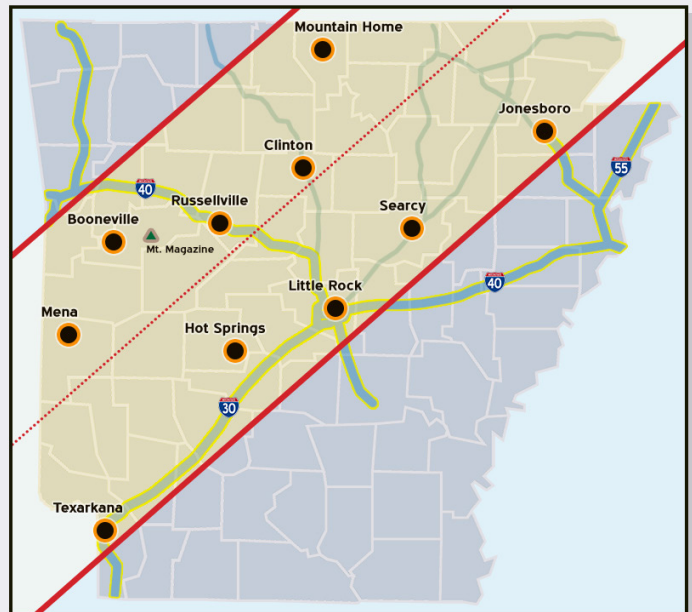 Mountain Home
Jonesboro
Clinton
40
55
Russellville
Searcy
Booneville
Mt. Magazine
Little Rock
40
Mena
Hot Springs
30
Texarkana